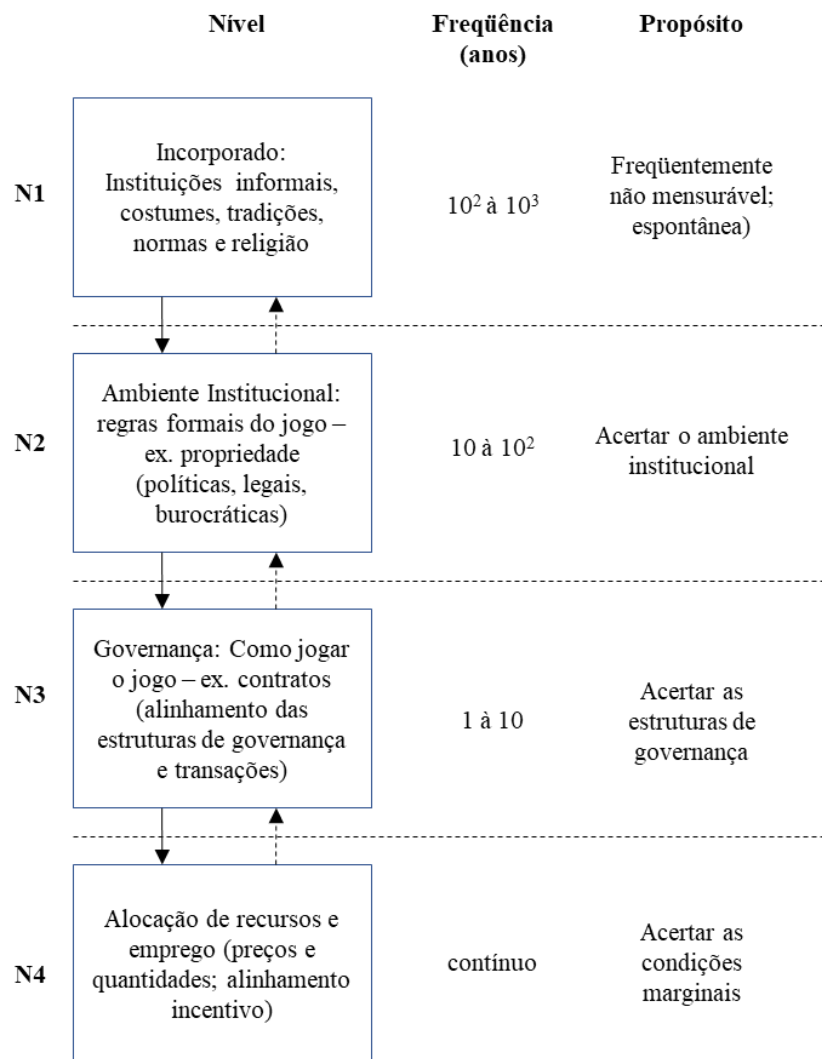 Nível Freqüência Propósito
(anos)
Incorporado:
Instituições informais,
costumes, tradições,
normas e religião
N1
10² à 10³
Freqüentemente
não mensurável;
espontânea)
Ambiente Institucional:
regras formais do jogo –
ex. propriedade
(políticas, legais,
burocráticas)
N2
10 à 10²
Acertar o ambiente
institucional
Governança: Como jogar
o jogo – ex. contratos
(alinhamento das
estruturas de governança
e transações)
N3
1 à 10
Acertar as
estruturas de
governança
Alocação de recursos e
emprego (preços e
quantidades; alinhamento
incentivo)
N4
contínuo
Acertar as
condições
marginais